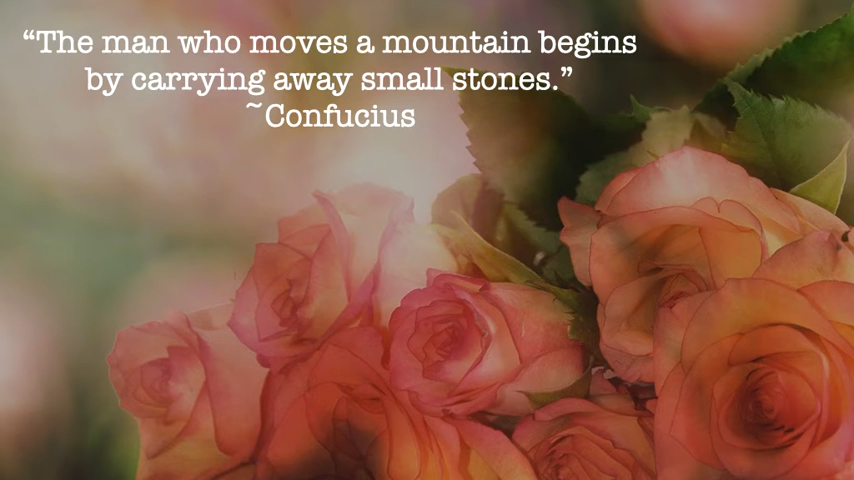 “The man who moves a mountain begins
by carrying away small stones.”
~Confucius